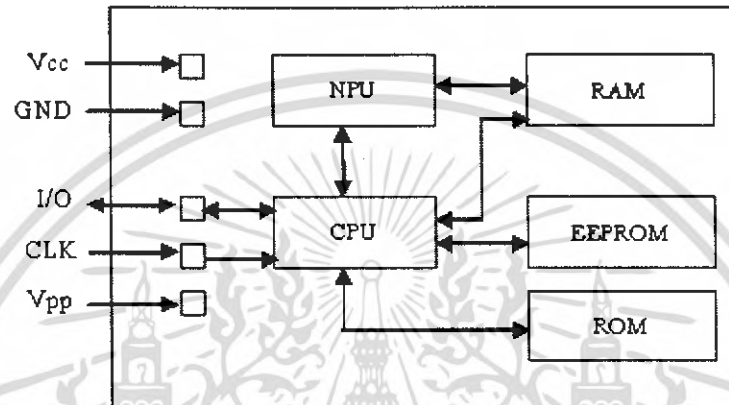 Vcc
GND
I/O
CLK
Vpp
NPU
RAM
CPU
EEPROM
ROM